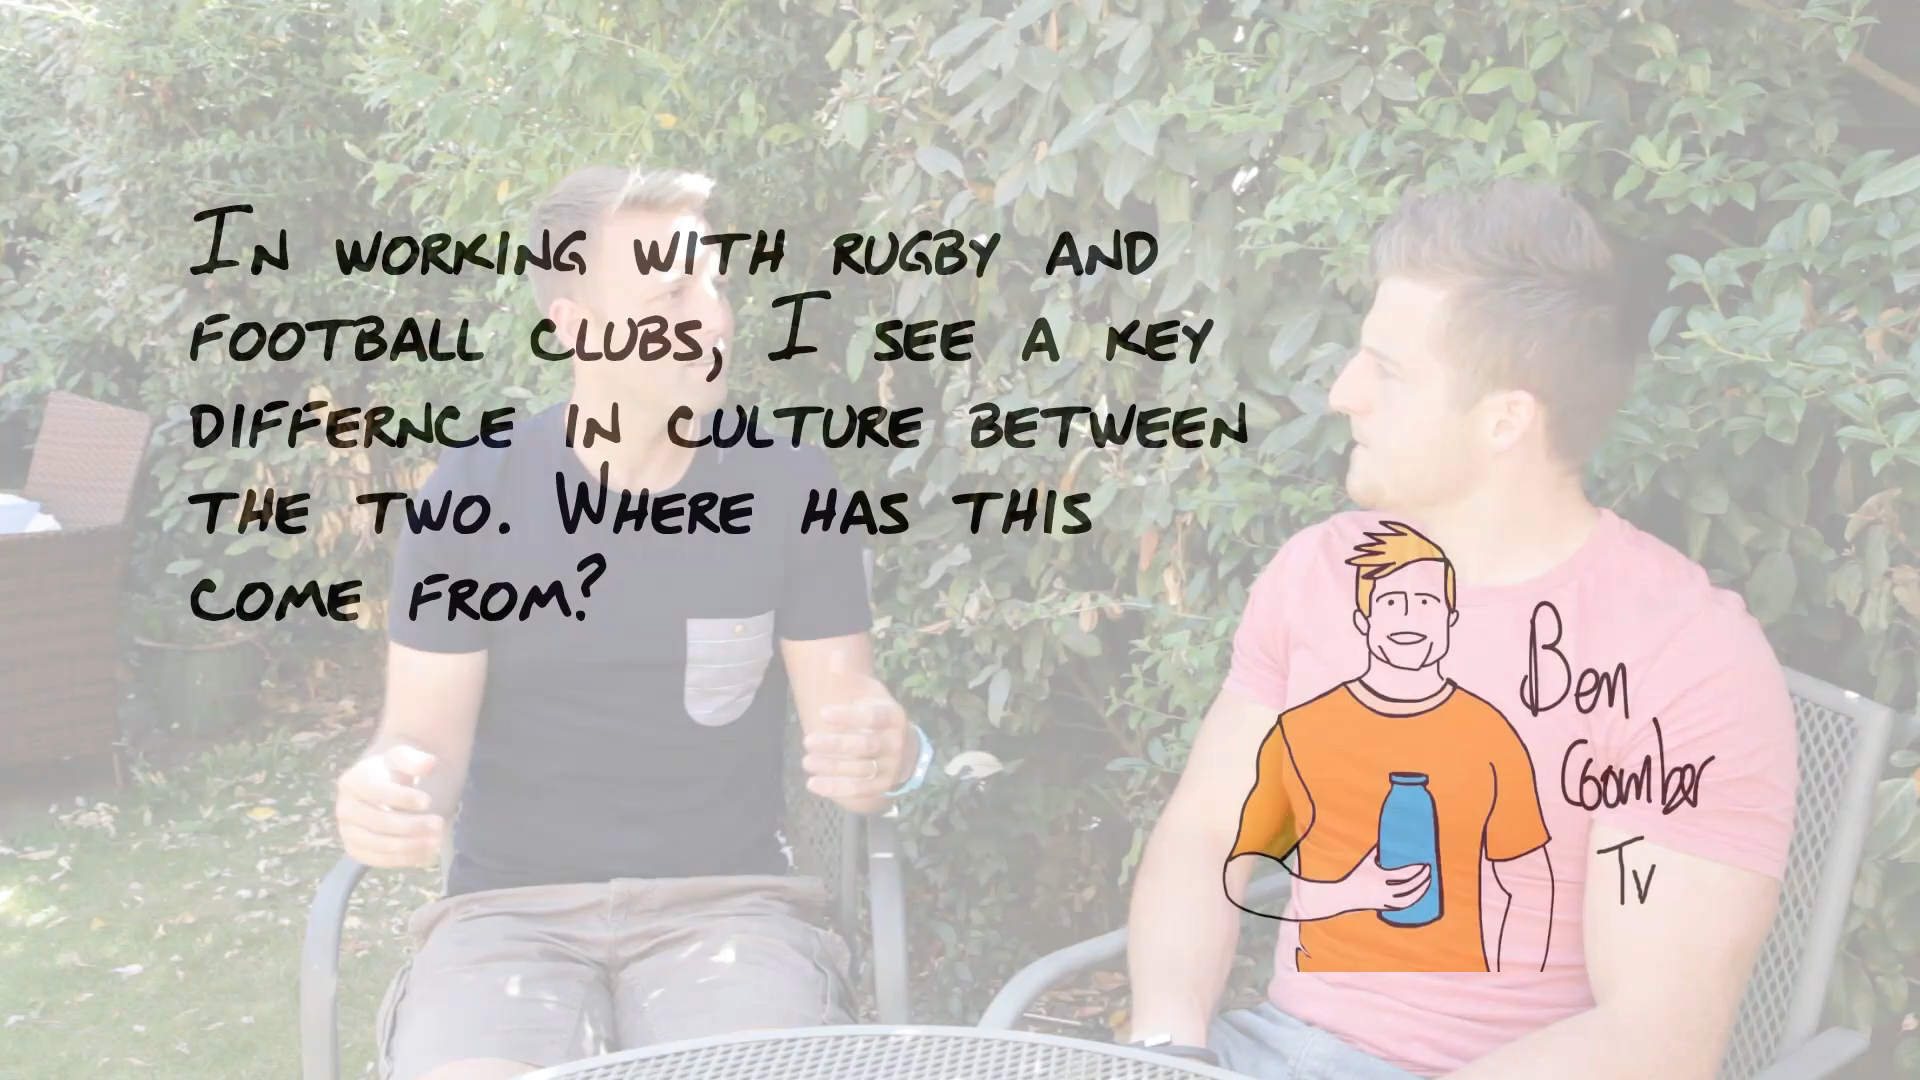 In working with rugby and
football clubs, I see a key
differnce in culture between
the two. Where has this
come from?
Ben
Coomber
Tv